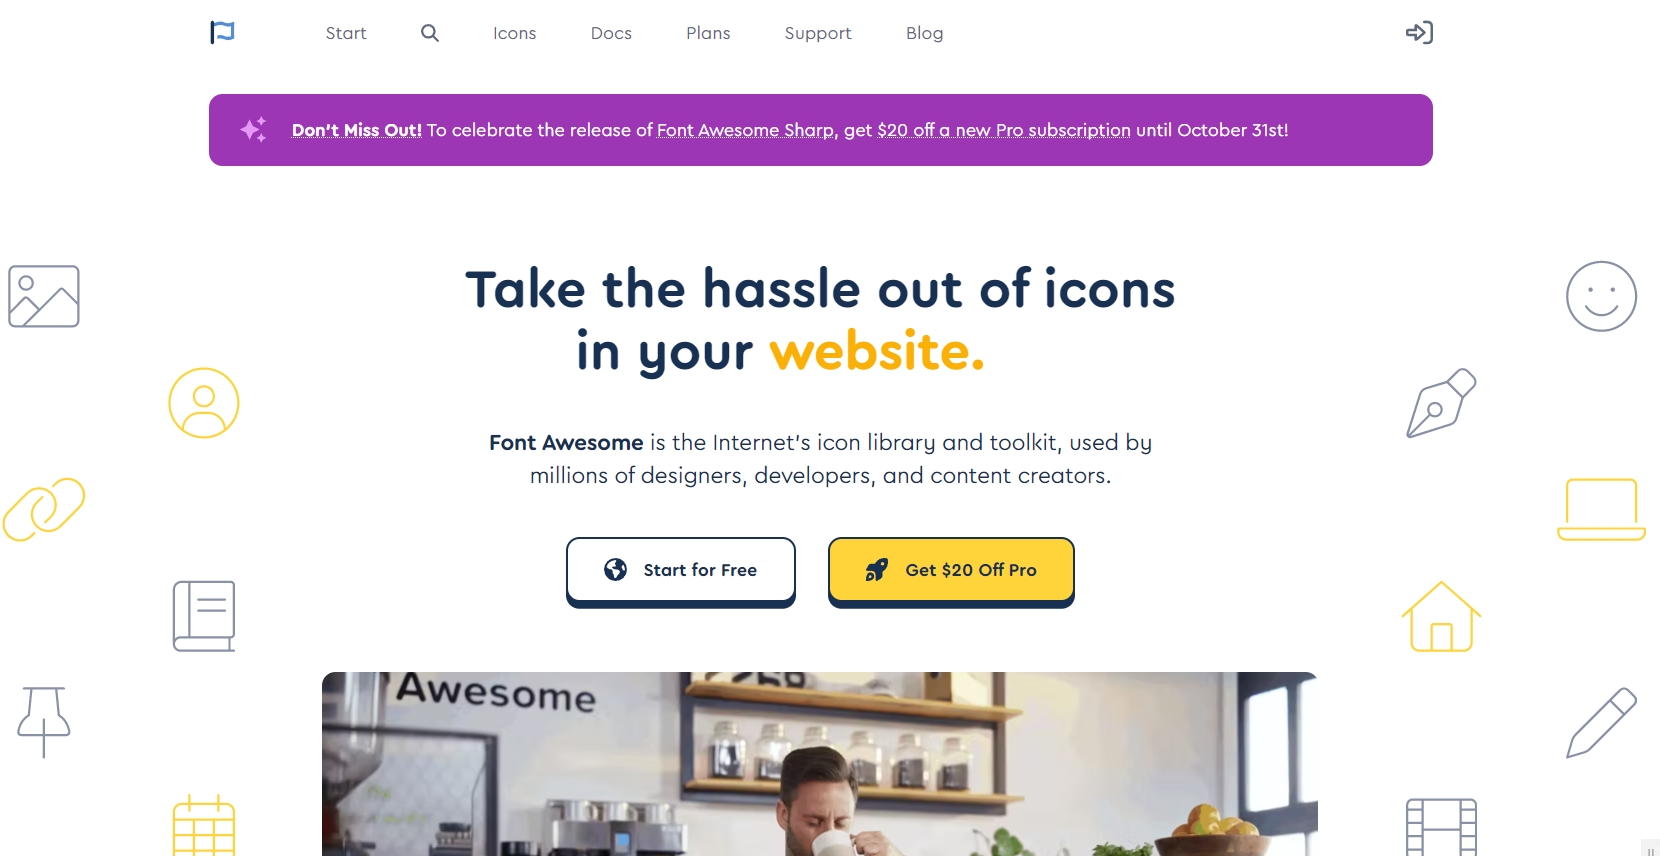 Start Icons Docs Plans Support Blog
Don't Miss Out! To celebrate the release of Font Awesome Sharp, get $20 off a new Pro subscription until October 31st!
Take the hassle out of icons
in your website.
Font Awesome is the Internet's icon library and toolkit, used by
millions of designers, developers, and content creators.
Start for Free
Get $20 Off Pro
Awesome